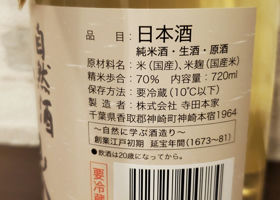 自然酒
品　目：日本酒
純米酒・生酒・原酒
原材料名：米（国産）、米麹（国産米）
精米歩合：70%　内容量：720ml
保存方法：要冷蔵（10℃以下）
製 造 者：株式会社 寺田本家
千葉県香取郡神崎町神崎本宿1964
～自然に学ぶ酒造り～
創業江戸初期　延宝年間（1673～81）
●飲酒は20歳になってから。
要冷蔵